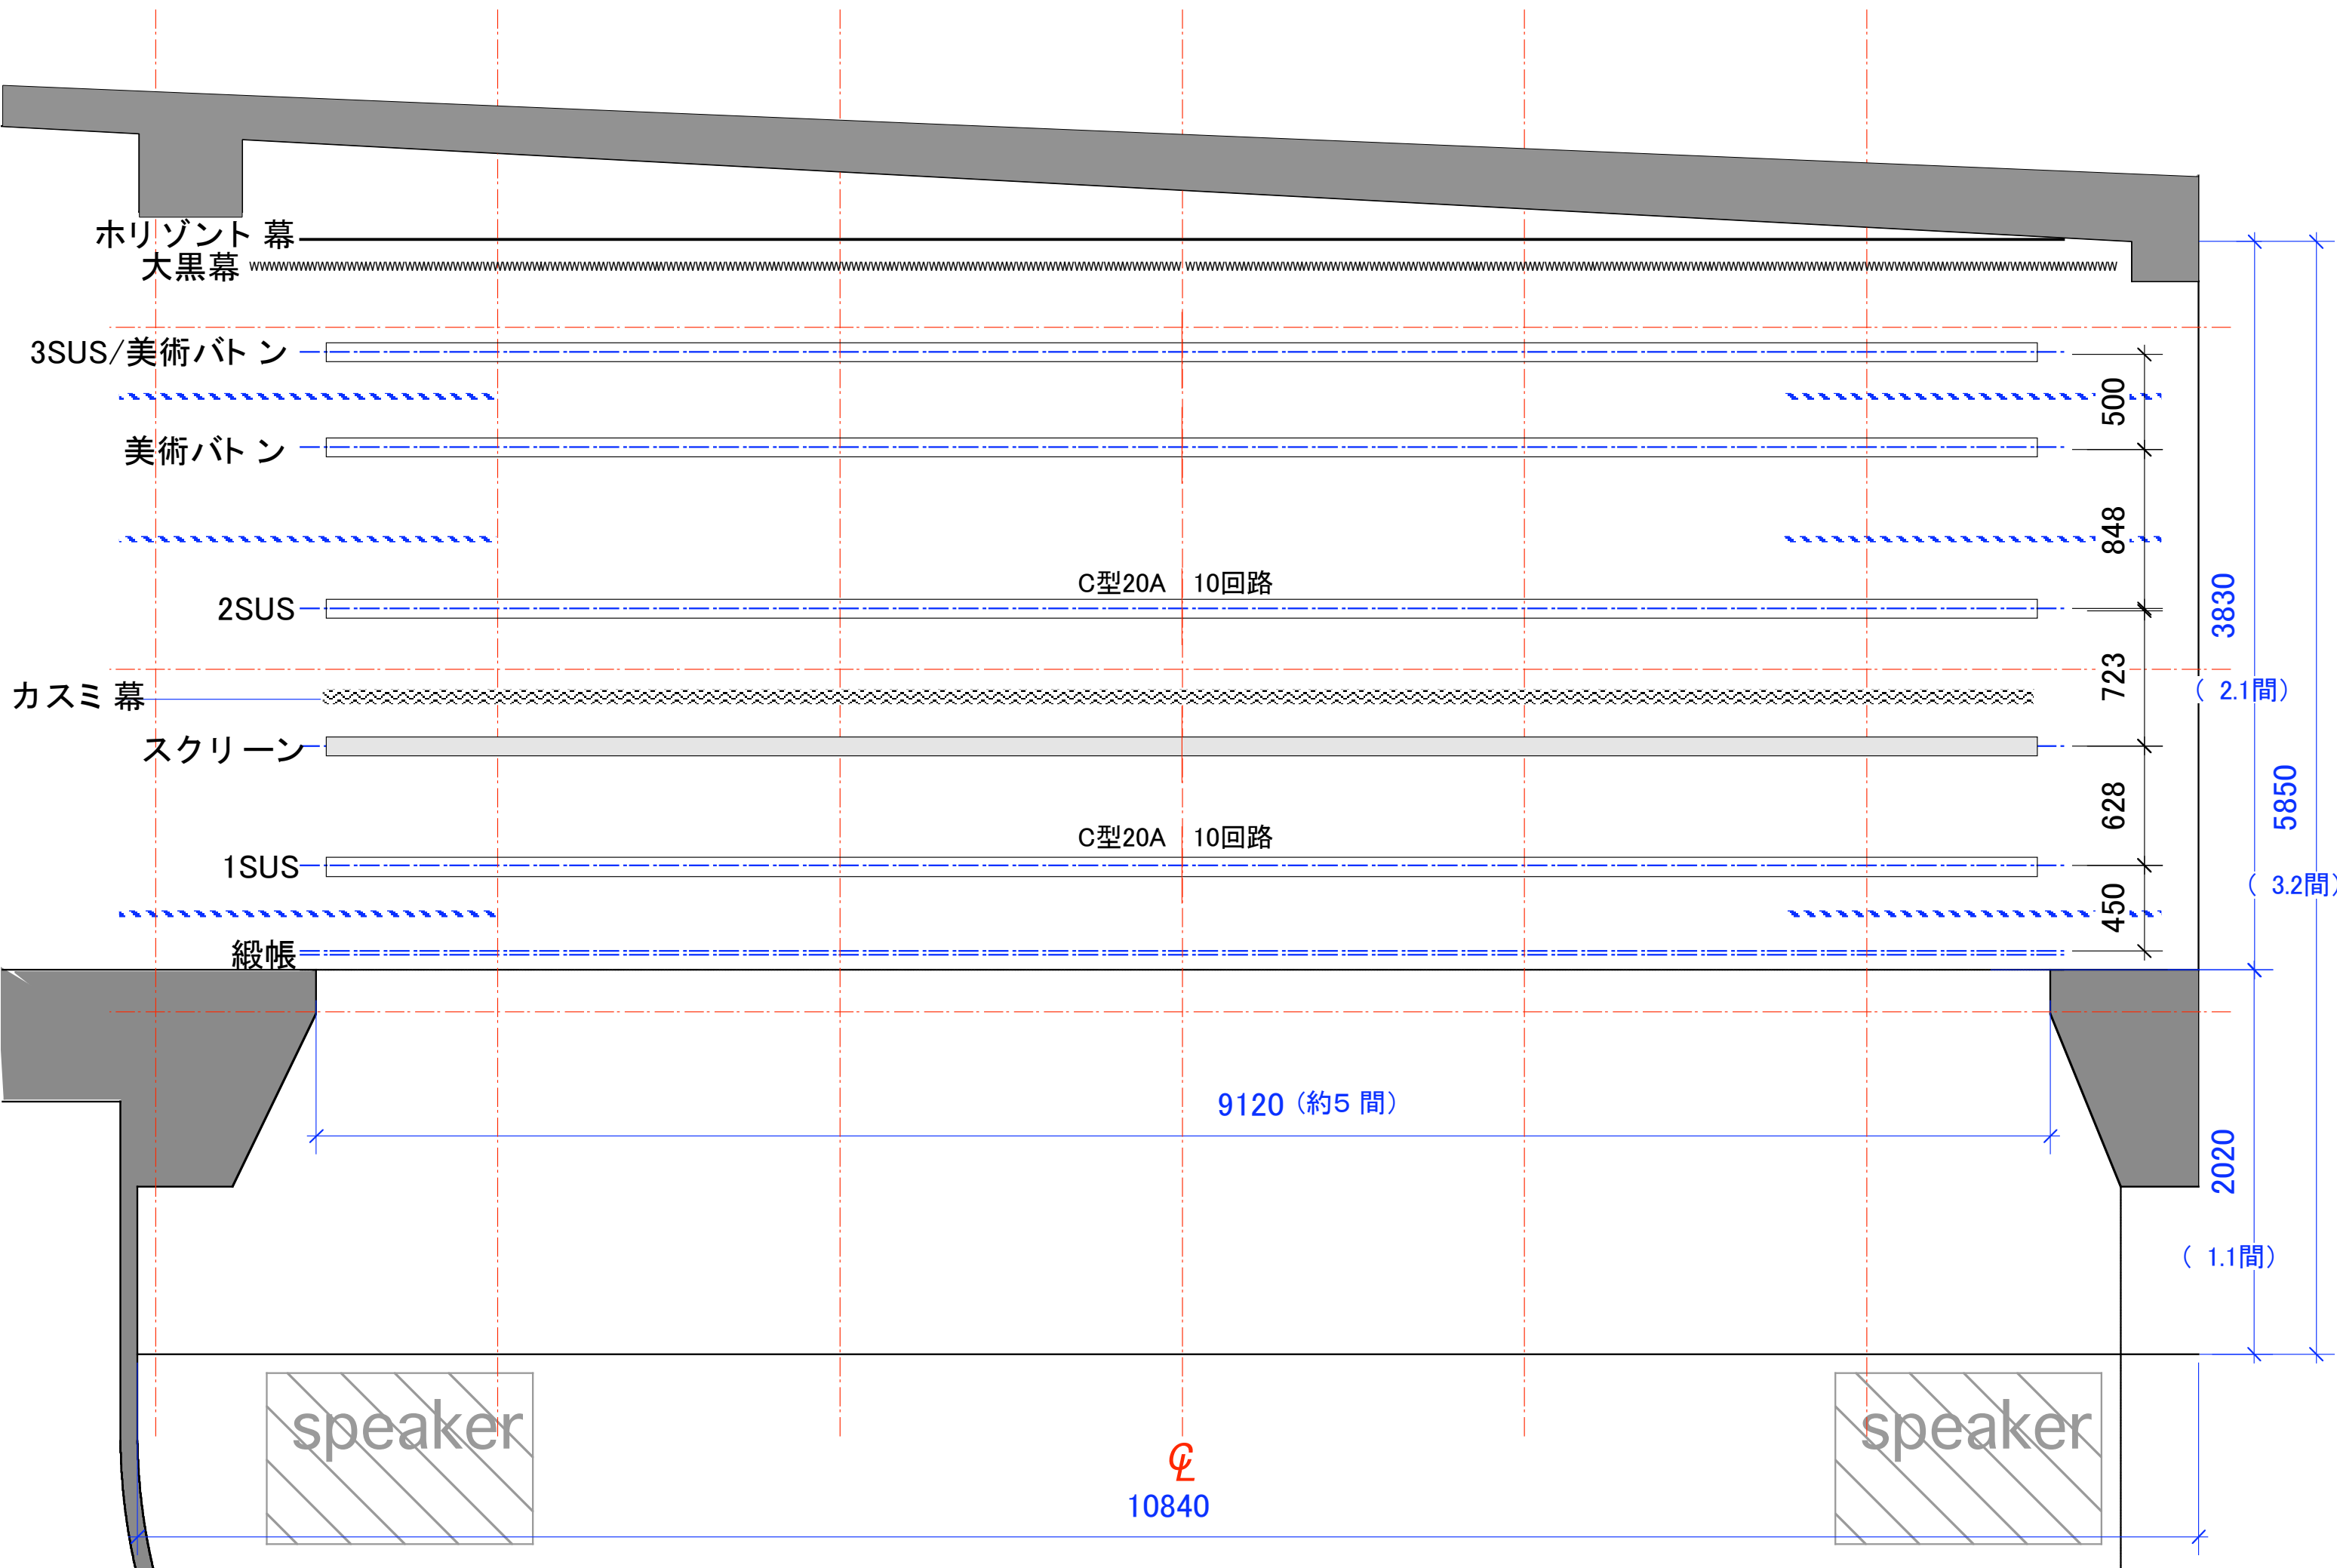 ホリゾント 幕
大黒幕
3SUS/美術バトン
500
美術バトン
848
C型20A 10回路
2SUS
3830
723
（ 2.1間）
カスミ幕
スクリーン
628
5850
C型20A 10回路
1SUS
（ 3.2間）
450
緞帳
9120（約5 間）
2020
（ 1.1間）
speaker
speaker
℄
10840